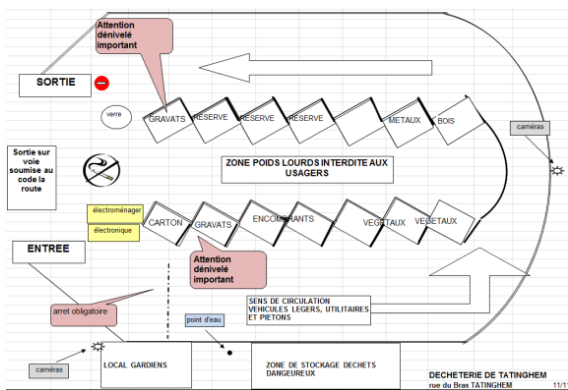 Attention
dénivelé
important
SORTIE
verre
GRAVATS
RESERVE
RESERVE
RESERVE
METAUX
BOIS
caméras
Sortie sur
voie
soumise au
code la
route
ZONE POIDS LOURDS INTERDITE AUX
USAGERS
électroménager
électronique
CARTON
GRAVATS
ENCOMBRANTS
VEGETAUX
VEGETAUX
ENTREE
Attention
dénivelé
important
arret obligatoire
SENS DE CIRCULATION
VEHICULES LEGERS, UTILITAIRES
ET PIETONS
point d'eau
caméras
LOCAL GARDIENS
ZONE DE STOCKAGE DECHETS
DANGEUREUX
DECHETERIE DE TATINGHEM
rue du Bras TATINGHEM